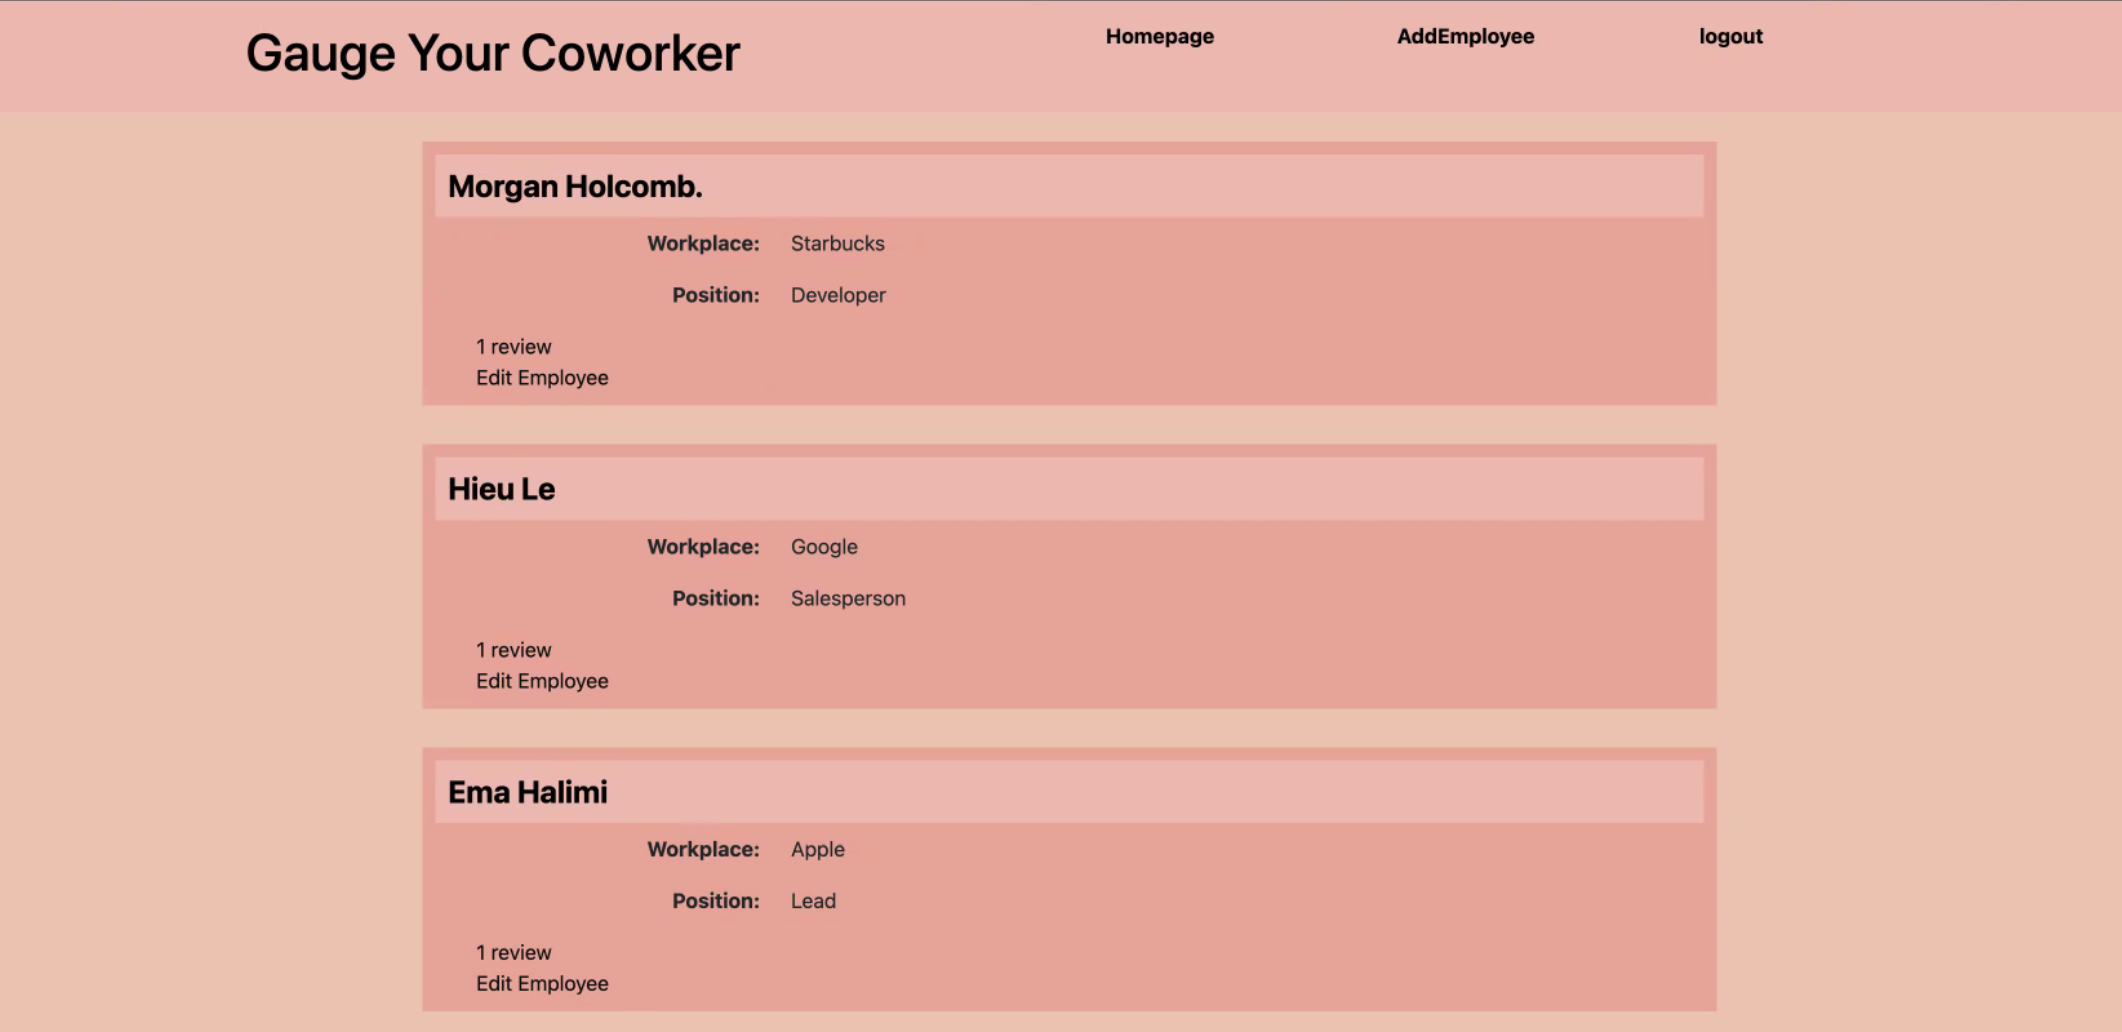 Gauge Your Coworker
Homepage
AddEmployee
logout
Morgan Holcomb.
Workplace: Starbucks
Position: Developer
1 review
Edit Employee
Hieu Le
Workplace: Google
Position: Salesperson
1 review
Edit Employee
Ema Halimi
Workplace: Apple
Position: Lead
1 review
Edit Employee